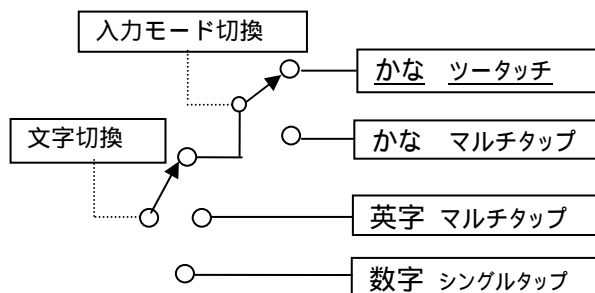 入力モード切換
かな ツータッチ
文字切換
かな マルチタップ
英字 マルチタップ
数字 シングルタップ